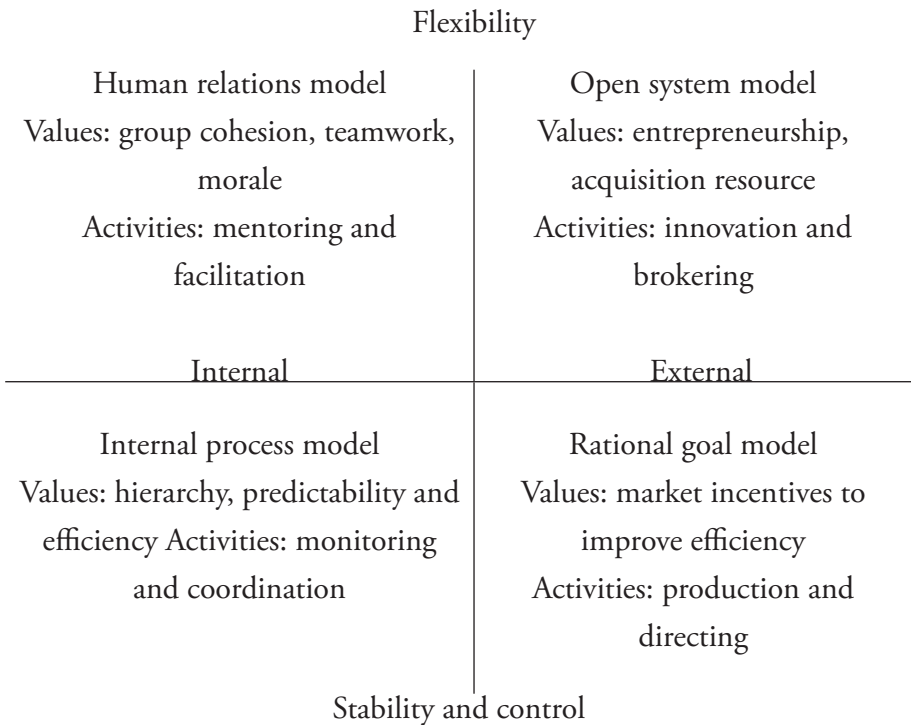 Flexibility
Human relations model
Values: group cohesion, teamwork,
morale
Activities: mentoring and
facilitation
Open system model
Values: entrepreneurship,
acquisition resource
Activities: innovation and
brokering
Internal
External
Internal process model
Values: hierarchy, predictability and
efficiency Activities: monitoring
and coordination
Rational goal model
Values: market incentives to
improve efficiency
Activities: production and
directing
Stability and control